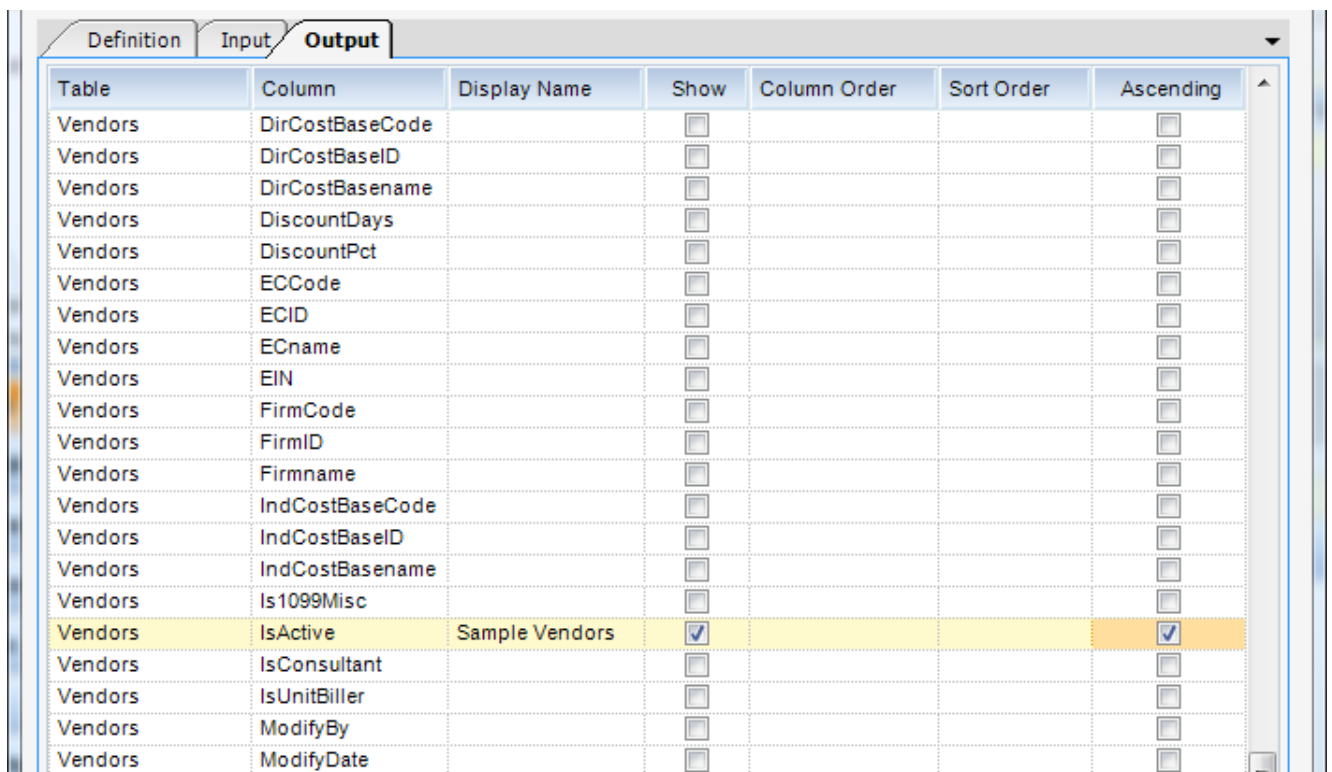 Definition Input Output
Table Column Display Name Show Column Order Sort Order Ascending
Vendors DirCostBaseCode
Vendors DirCostBaseID
Vendors DirCostBasename
Vendors DiscountDays
Vendors DiscountPct
Vendors ECCode
Vendors ECID
Vendors ECname
Vendors EIN
Vendors FirmCode
Vendors FirmID
Vendors Firmname
Vendors IndCostBaseCode
Vendors IndCostBaseID
Vendors IndCostBasename
Vendors Is1099Misc
Vendors IsActive Sample Vendors
Vendors IsConsultant
Vendors IsUnitBiller
Vendors ModifyBy
Vendors ModifyDate